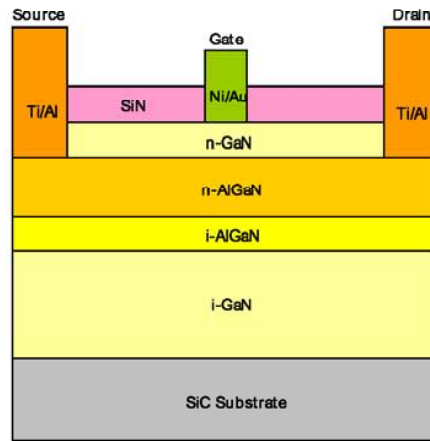 Source
Drain
Gate
Ti/Al
SiN
Ni/Au
Ti/Al
n-GaN
n-AlGaN
i-AlGaN
i-GaN
SiC Substrate